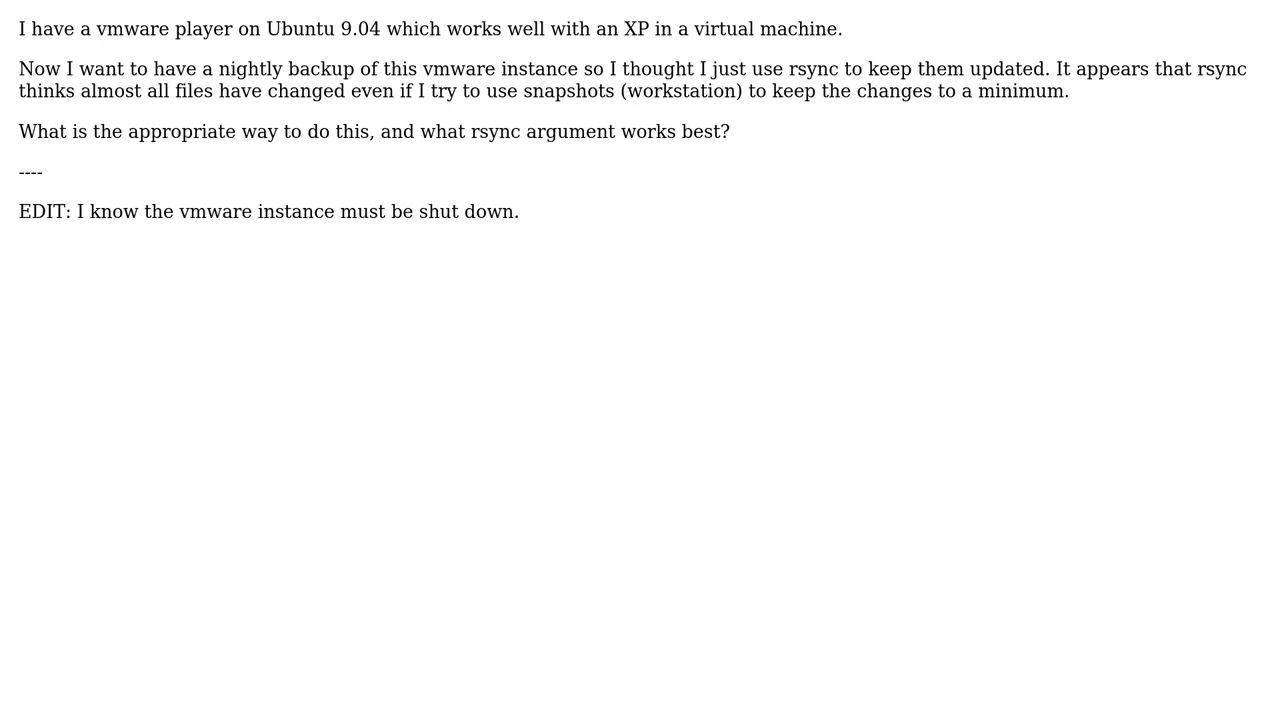 I have a vmware player on Ubuntu 9.04 which works well with an XP in a virtual machine.
Now I want to have a nightly backup of this vmware instance so I thought I just use rsync to keep them updated. It appears that rsync
thinks almost all files have changed even if I try to use snapshots (workstation) to keep the changes to a minimum.
What is the appropriate way to do this, and what rsync argument works best?
----
EDIT: I know the vmware instance must be shut down.